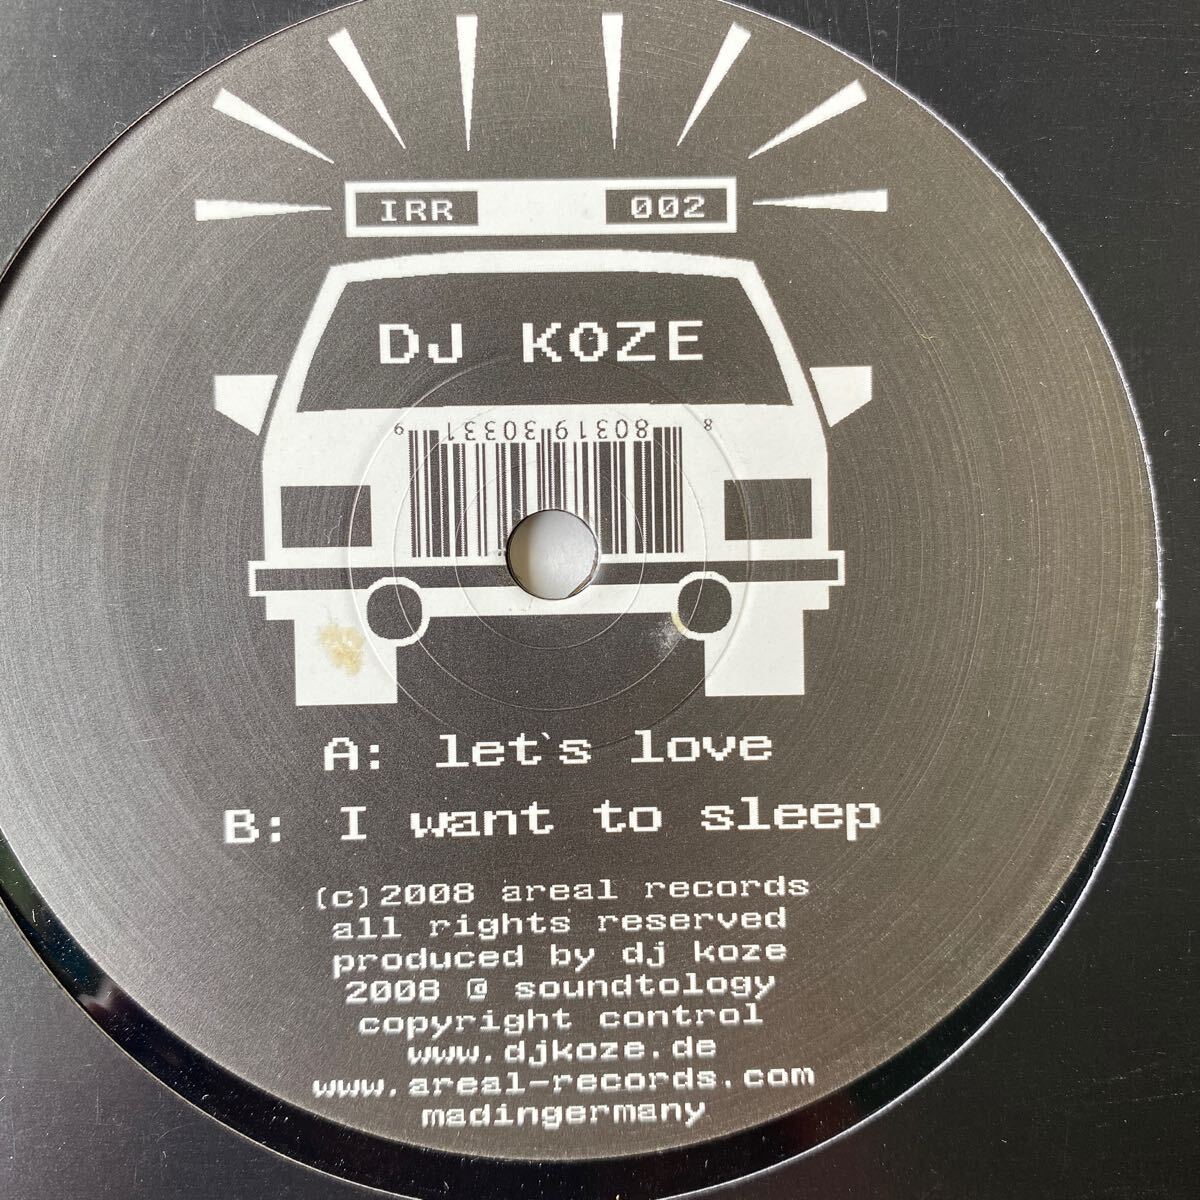 IRR 002
DJ KOZE
8 80319 30331 9
A: let`s love
B: I want to sleep
(c)2008 areal records
all rights reserved
produced by dj koze
2008 @ soundtology
copyright control
www.djkoze.de
www.areal-records.com
madingermany